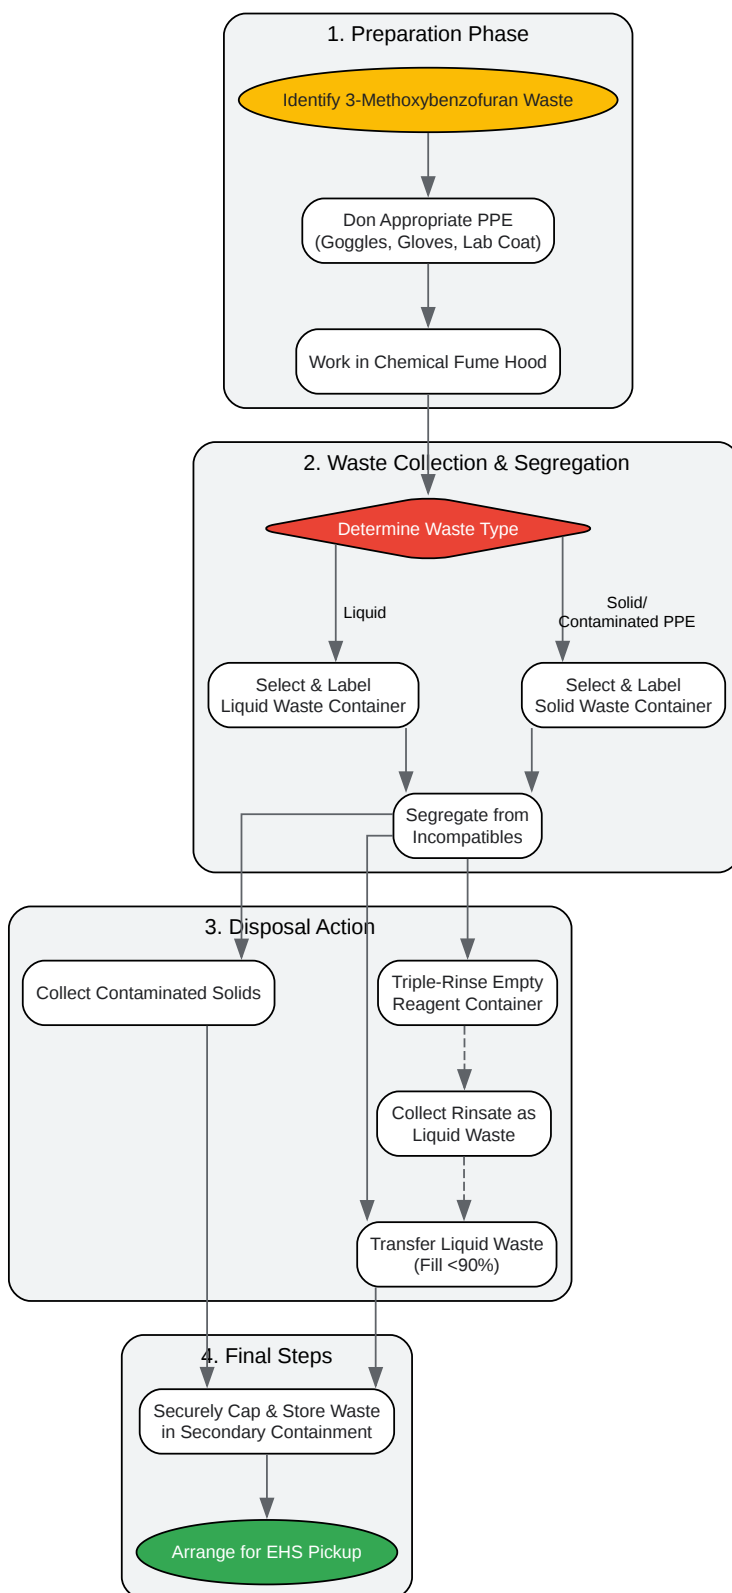 1. Preparation Phase
Identify 3-Methoxybenzofuran Waste
Don Appropriate PPE
(Goggles, Gloves, Lab Coat)
Work in Chemical Fume Hood
2. Waste Collection & Segregation
Determine Waste Type
Liquid
Solid/
Contaminated PPE
Select & Label
Liquid Waste Container
Select & Label
Solid Waste Container
Segregate from
Incompatibles
3. Disposal Action
Collect Contaminated Solids
Triple-Rinse Empty
Reagent Container
Collect Rinsate as
Liquid Waste
Transfer Liquid Waste
(Fill <90%)
4. Final Steps
Securely Cap & Store Waste
in Secondary Containment
Arrange for EHS Pickup